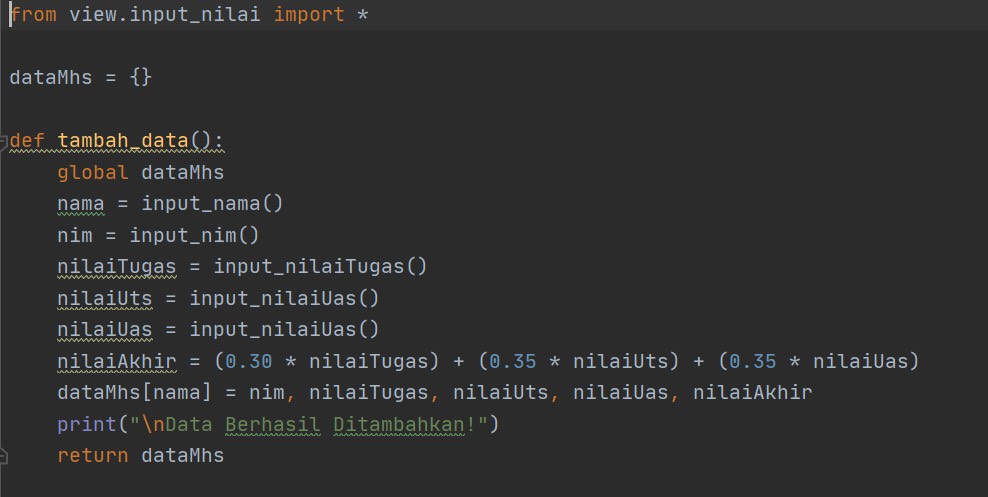 from view.input_nilai import *
dataMhs = {}
def tambah_data():
global dataMhs
nama = input_nama()
nim = input_nim()
nilaiTugas = input_nilaiTugas()
nilaiUts = input_nilaiUas()
nilaiUas = input_nilaiUas()
nilaiAkhir = (0.30 * nilaiTugas) + (0.35 * nilaiUts) + (0.35 * nilaiUas)
dataMhs[nama] = nim, nilaiTugas, nilaiUts, nilaiUas, nilaiAkhir
print("\nData Berhasil Ditambahkan!")
return dataMhs